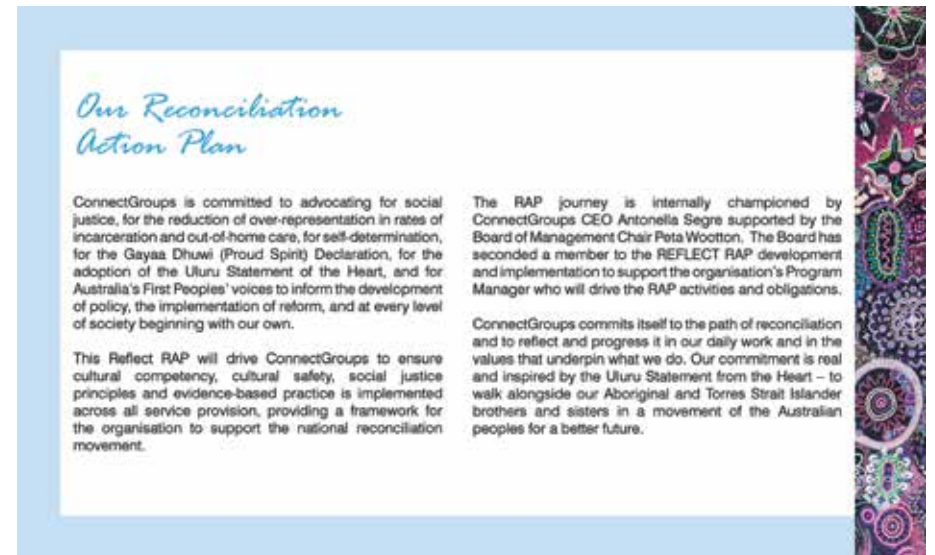 Our Reconciliation
Action Plan
ConnectGroups is committed to advocating for social
justice, for the reduction of over-representation in rates of
incarceration and out-of-home care, for self-determination,
for the Gayaa Dhuwi (Proud Spirit) Declaration, for the
adoption of the Uluru Statement of the Heart, and for
Australia's First Peoples' voices to inform the development
of policy, the implementation of reform, and at every level
of society beginning with our own.
This Reflect RAP will drive ConnectGroups to ensure
cultural competency, cultural safety, social justice
principles and evidence-based practice is implemented
across all service provision, providing a framework for
the organisation to support the national reconciliation
movement.
The RAP journey is internally championed by
ConnectGroups CEO Antonella Segre supported by the
Board of Management Chair Peta Wootton. The Board has
seconded a member to the REFLECT RAP development
and implementation to support the organisation's Program
Manager who will drive the RAP activities and obligations.
ConnectGroups commits itself to the path of reconciliation
and to reflect and progress it in our daily work and in the
values that underpin what we do. Our commitment is real
and inspired by the Uluru Statement from the Heart – to
walk alongside our Aboriginal and Torres Strait Islander
brothers and sisters in a movement of the Australian
peoples for a better future.